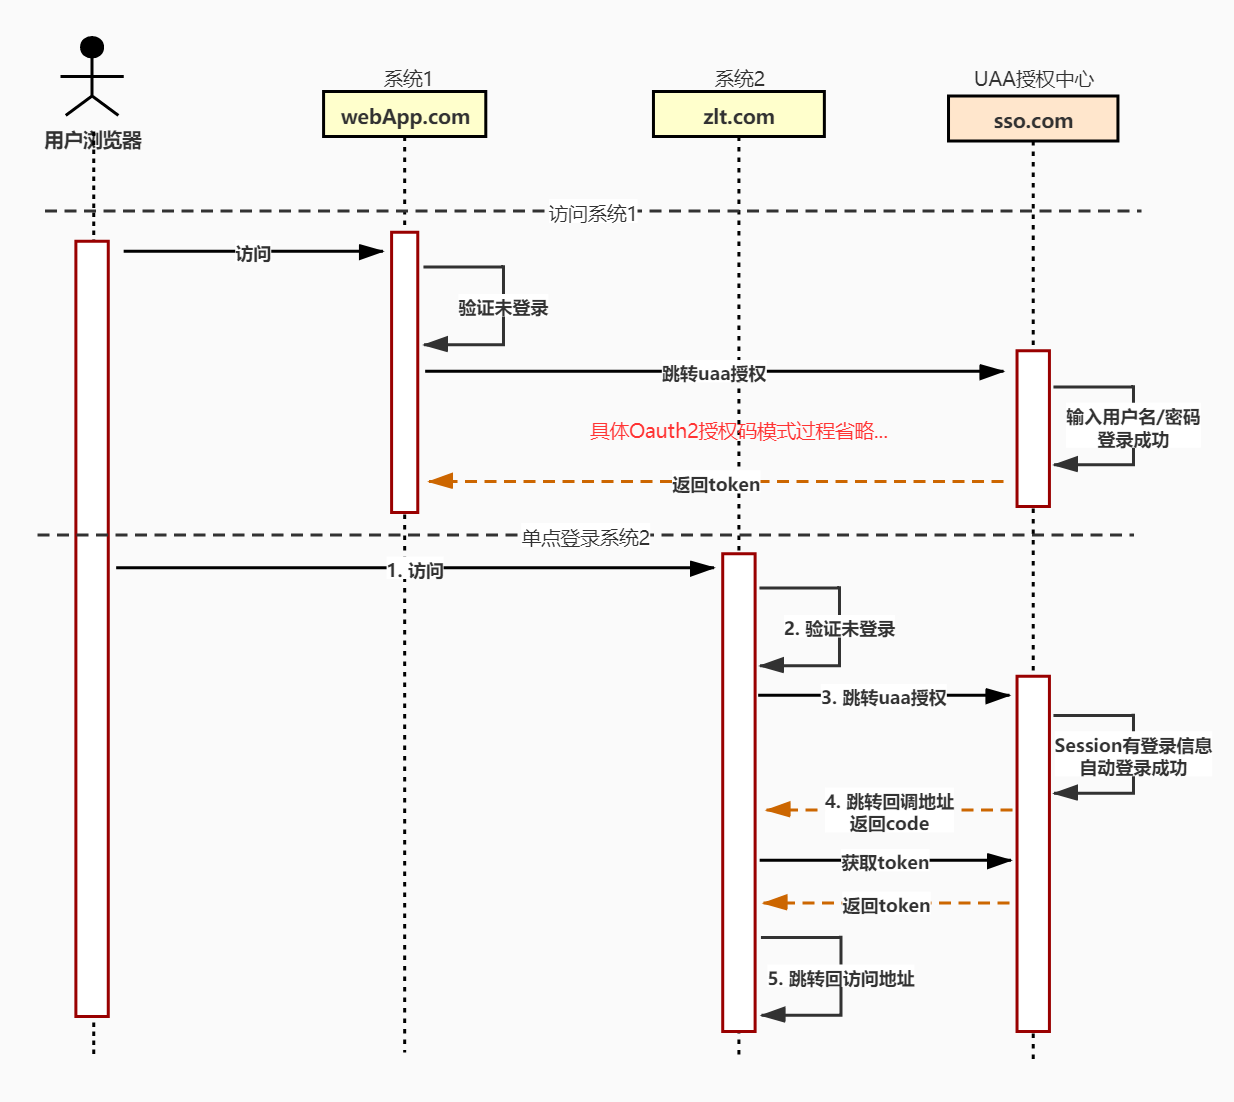 系统1
系统2
UAA授权中心
webApp.com
zlt.com
sso.com
用户浏览器
访问系统1
访问
验证未登录
跳转uaa授权
输入用户名/密码
登录成功
具体Oauth2授权码模式过程省略...
返回token
单点登录系统2
1. 访问
2. 验证未登录
3. 跳转uaa授权
Session有登录信息
自动登录成功
4. 跳转回调地址
返回code
获取token
返回token
5. 跳转回访问地址